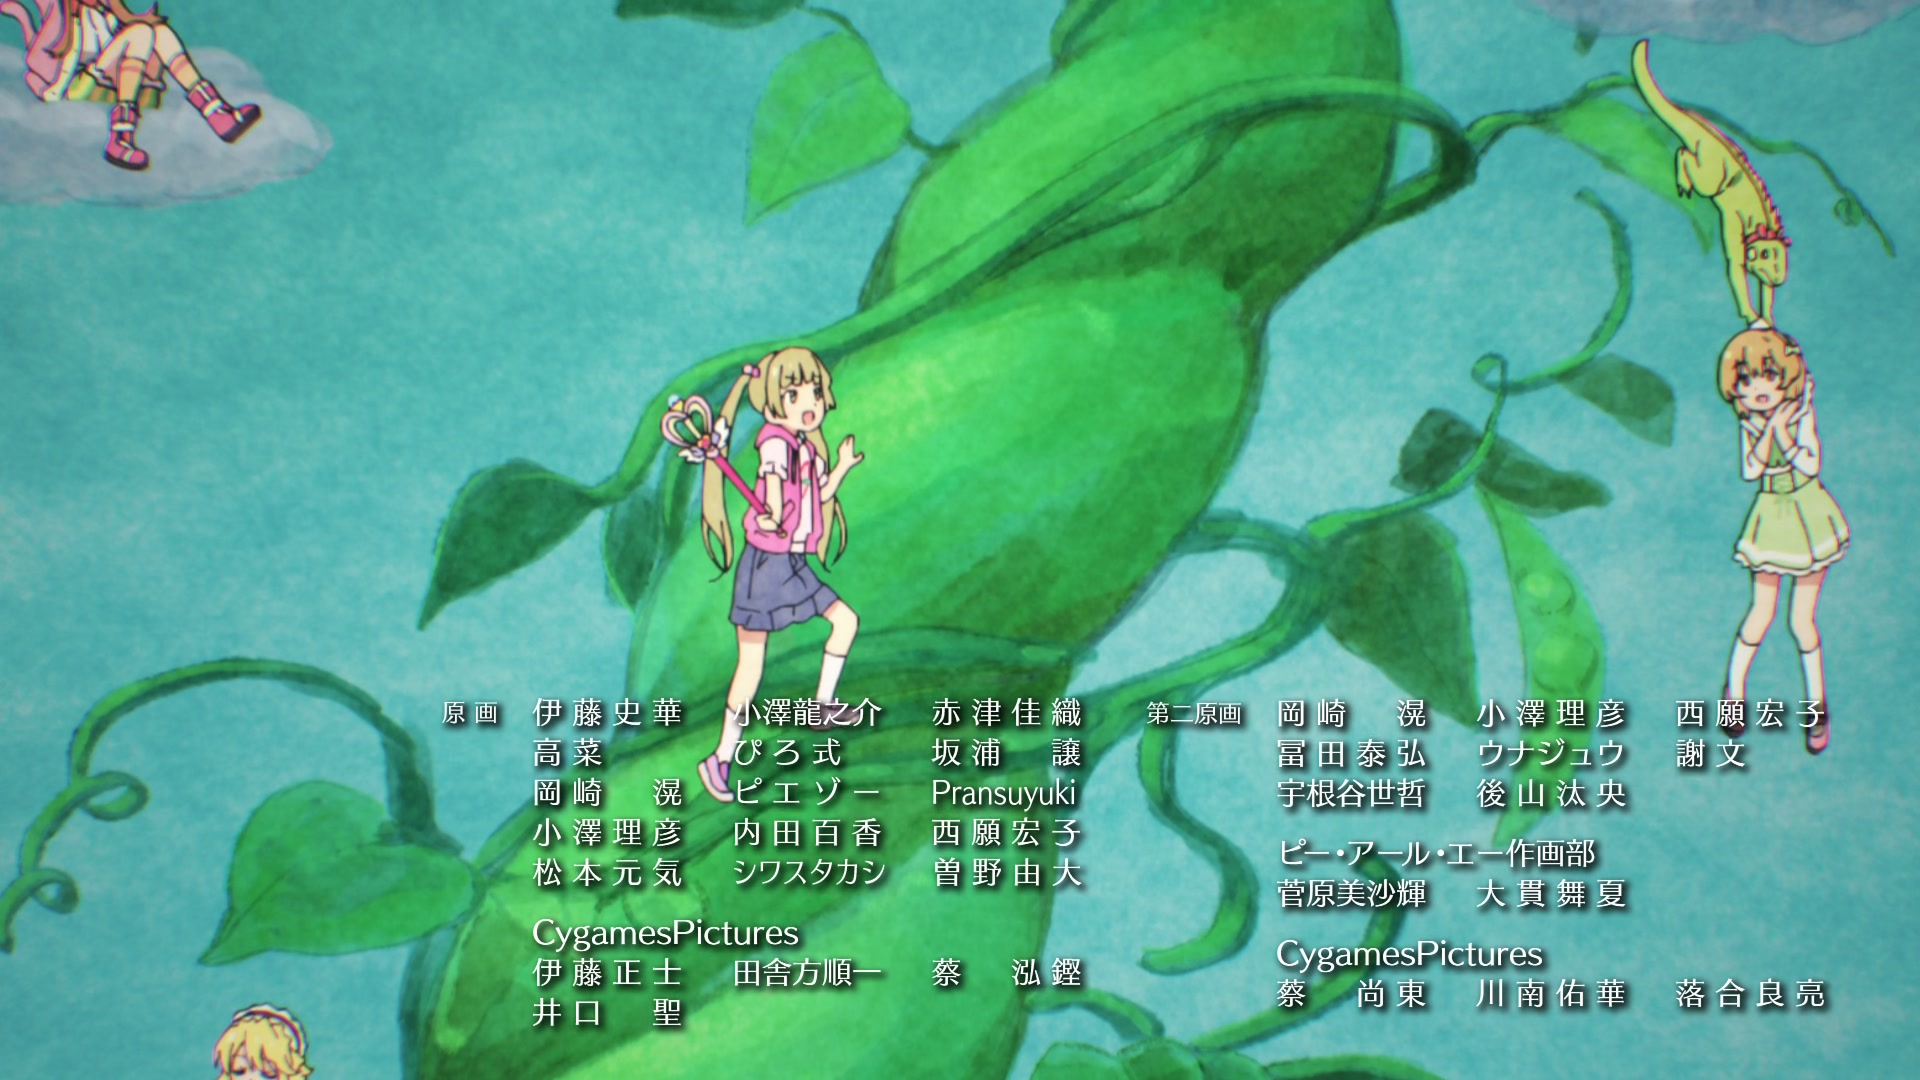 原画 伊藤史華 小澤龍之介 赤津佳織
高菜 ぴろ式 坂浦 譲
岡崎 滉 ピエゾー Pransuyuki
小澤理彦 内田百香 西願宏子
松本元気 シワスタカシ 曽野由大
CygamesPictures
伊藤正士 田舎方順一 蔡 泓鏗
井口 聖
第二原画 岡崎 滉 小澤理彦 西願宏子
冨田泰弘 ウナジュウ 謝文
宇根谷世哲 後山汰央
ピー・アール・エー作画部
菅原美沙輝 大貫舞夏
CygamesPictures
蔡 尚東 川南佑華 落合良亮